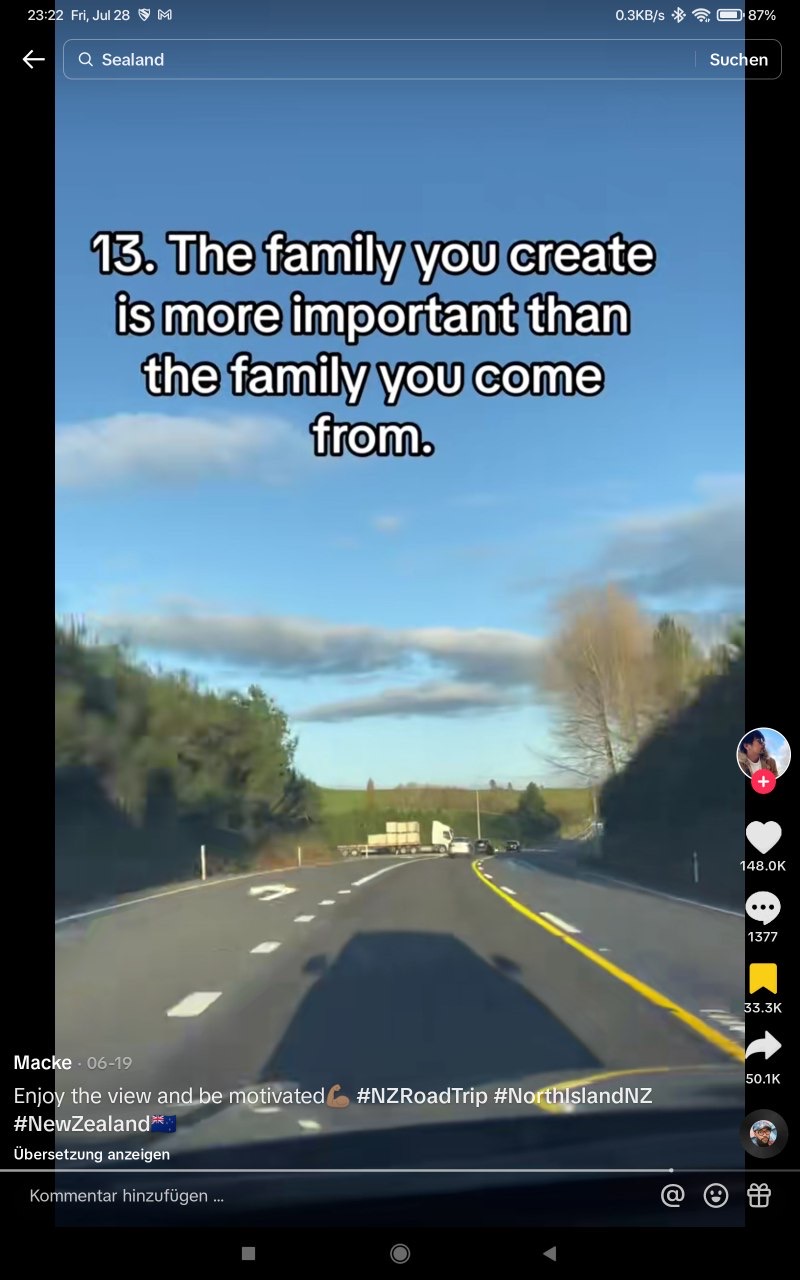 23:22 Fri, Jul 28
0.3KB/s 87%
Sealand
Suchen
13. The family you create
is more important than
the family you come
from.
148.0K
1377
33.3K
50.1K
Macke · 06-19
Enjoy the view and be motivated💪🏾 #NZRoadTrip #NorthIslandNZ
#NewZealand🇳🇿
Übersetzung anzeigen
Kommentar hinzufügen ...